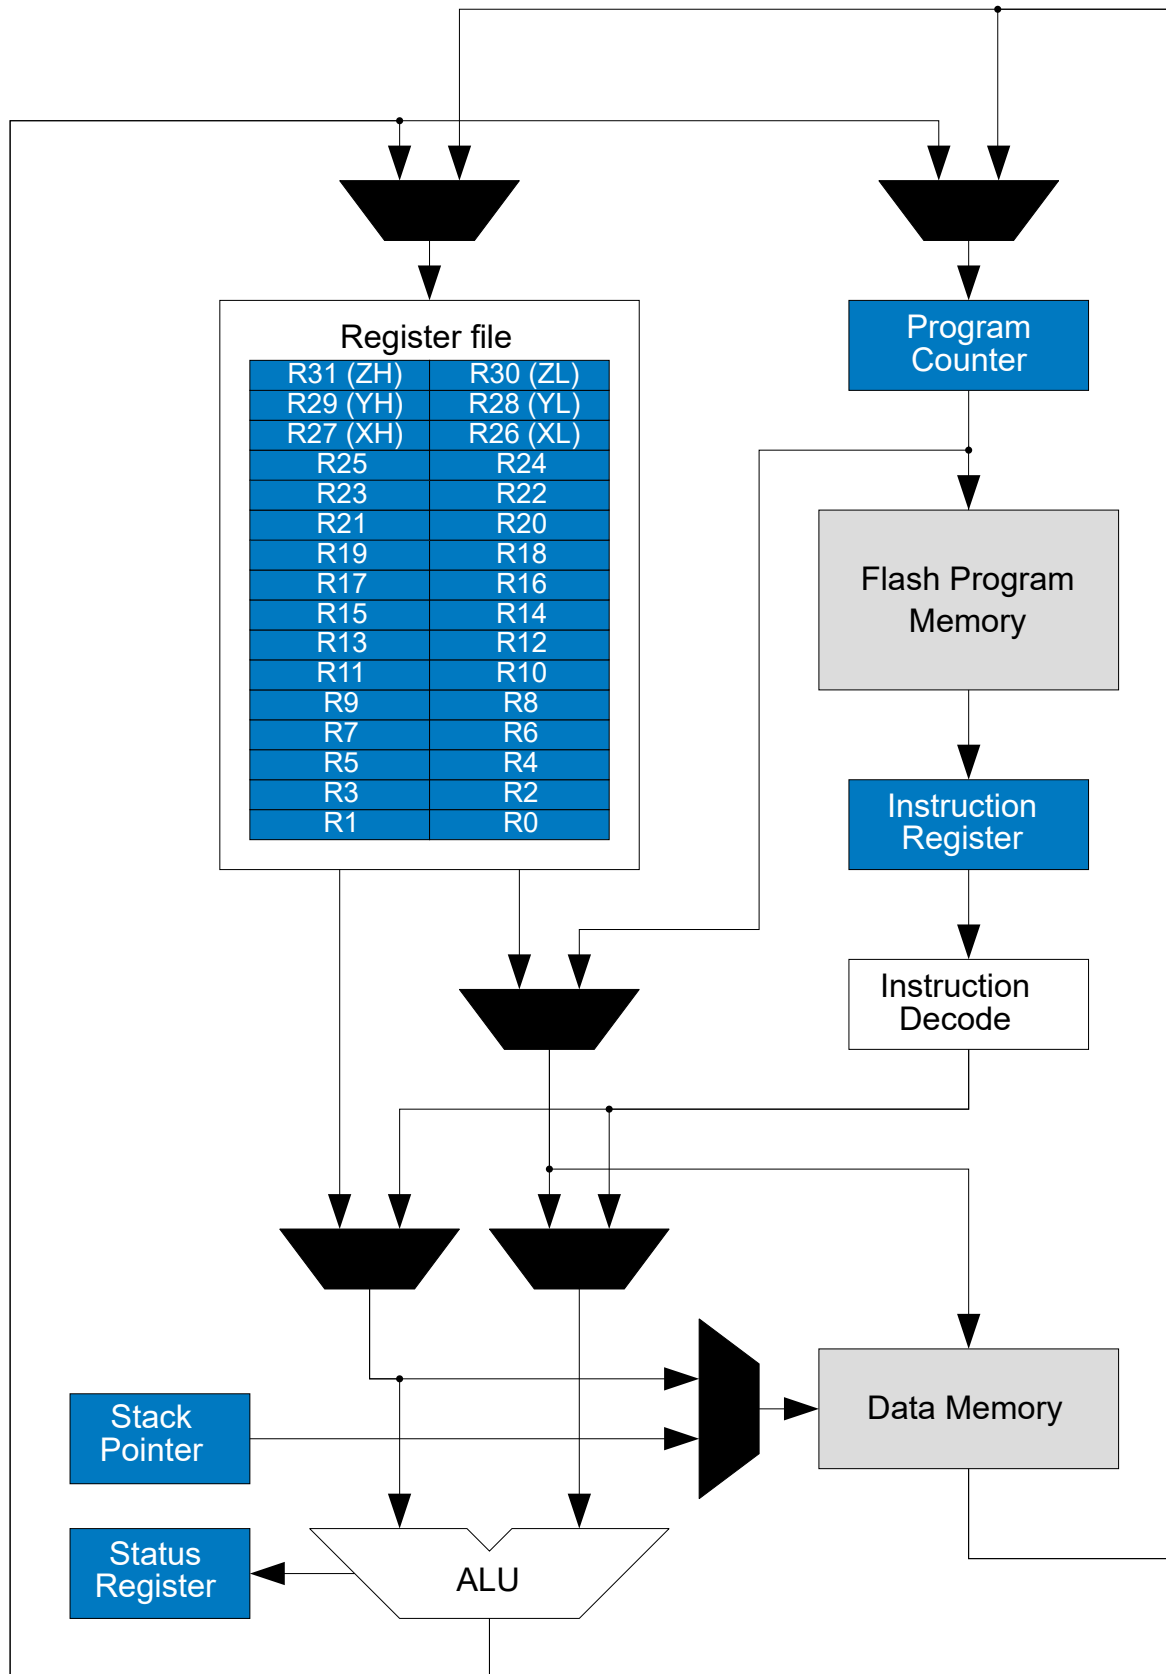 Register file
R31 (ZH) R30 (ZL)
R29 (YH) R28 (YL)
R27 (XH) R26 (XL)
R25 R24
R23 R22
R21 R20
R19 R18
R17 R16
R15 R14
R13 R12
R11 R10
R9 R8
R7 R6
R5 R4
R3 R2
R1 R0
Program
Counter
Flash Program
Memory
Instruction
Register
Instruction
Decode
Stack
Pointer
Data Memory
Status
Register
ALU